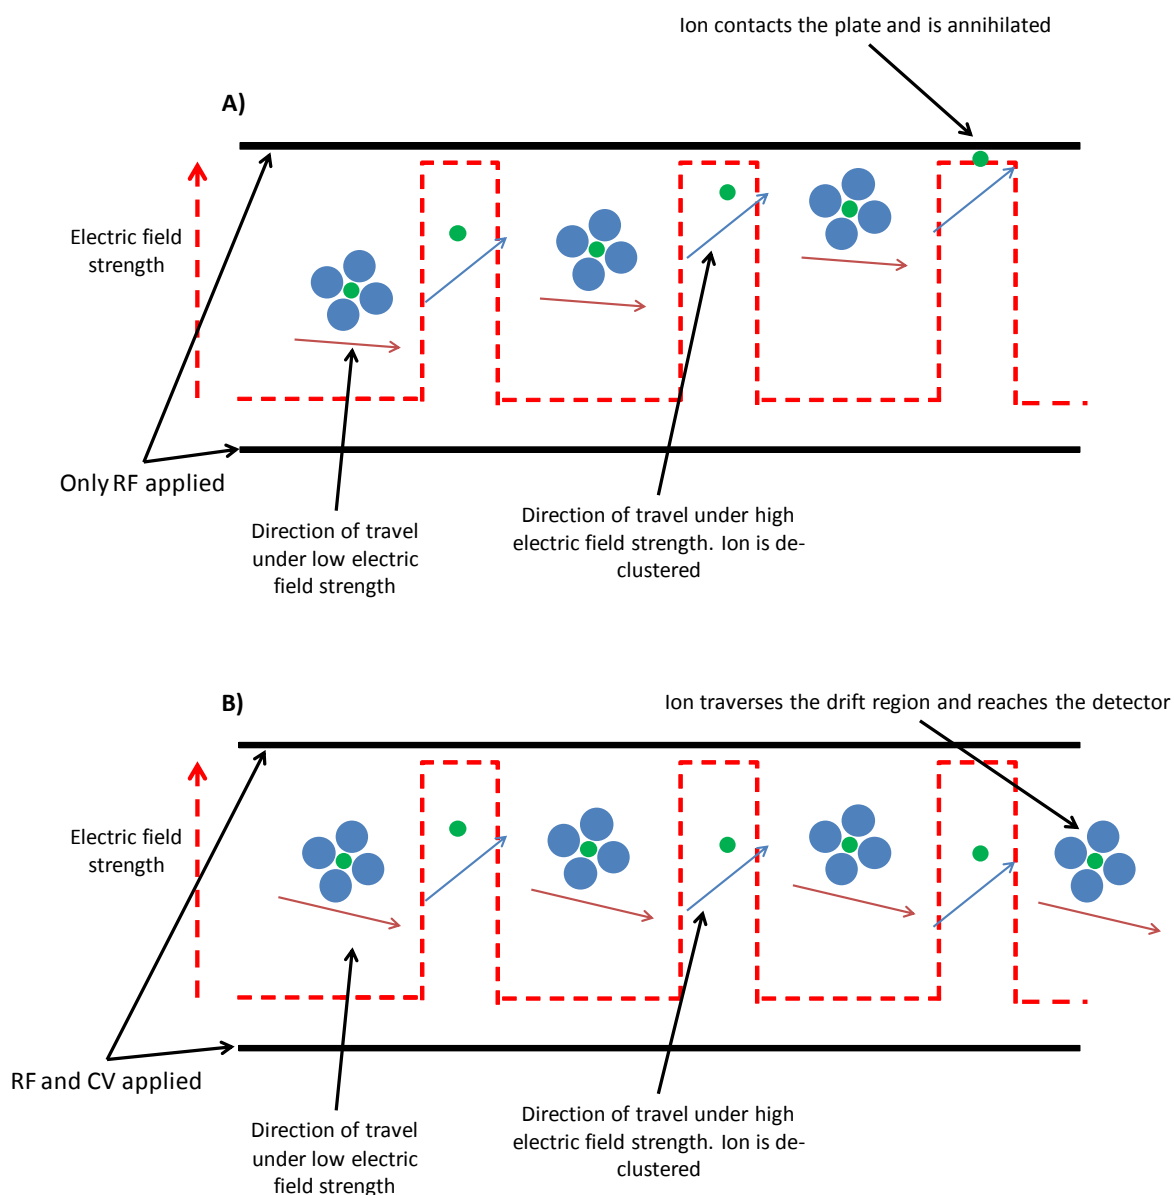 Ion contacts the plate and is annihilated
A)
Electric field
strength
Only RF applied
Direction of travel
under low electric
field strength
Direction of travel under high
electric field strength. Ion is de-
clustered
B)
Ion traverses the drift region and reaches the detector
Electric field
strength
RF and CV applied
Direction of travel
under low electric
field strength
Direction of travel under high
electric field strength. Ion is de-
clustered